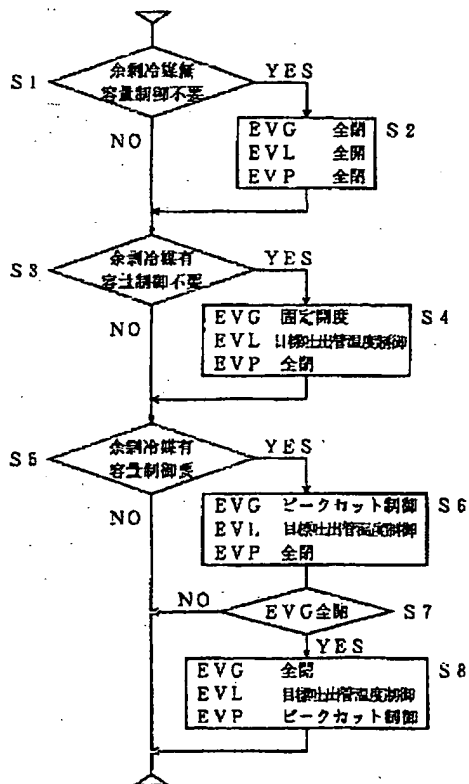 S1
余剰冷媒無
容量制御不要
YES
NO
EVG 全閉
S2
EVL 全開
EVP 全閉
S3
余剰冷媒有
容量制御不要
YES
NO
EVG 固定開度
S4
EVL 目標吐出管温度制御
EVP 全閉
S5
余剰冷媒有
容量制御要
YES
NO
EVG ピークカット制御
S6
EVL 目標吐出管温度制御
EVP 全閉
NO
EVG全開
S7
YES
EVG 全開
S8
EVL 目標吐出管温度制御
EVP ピークカット制御